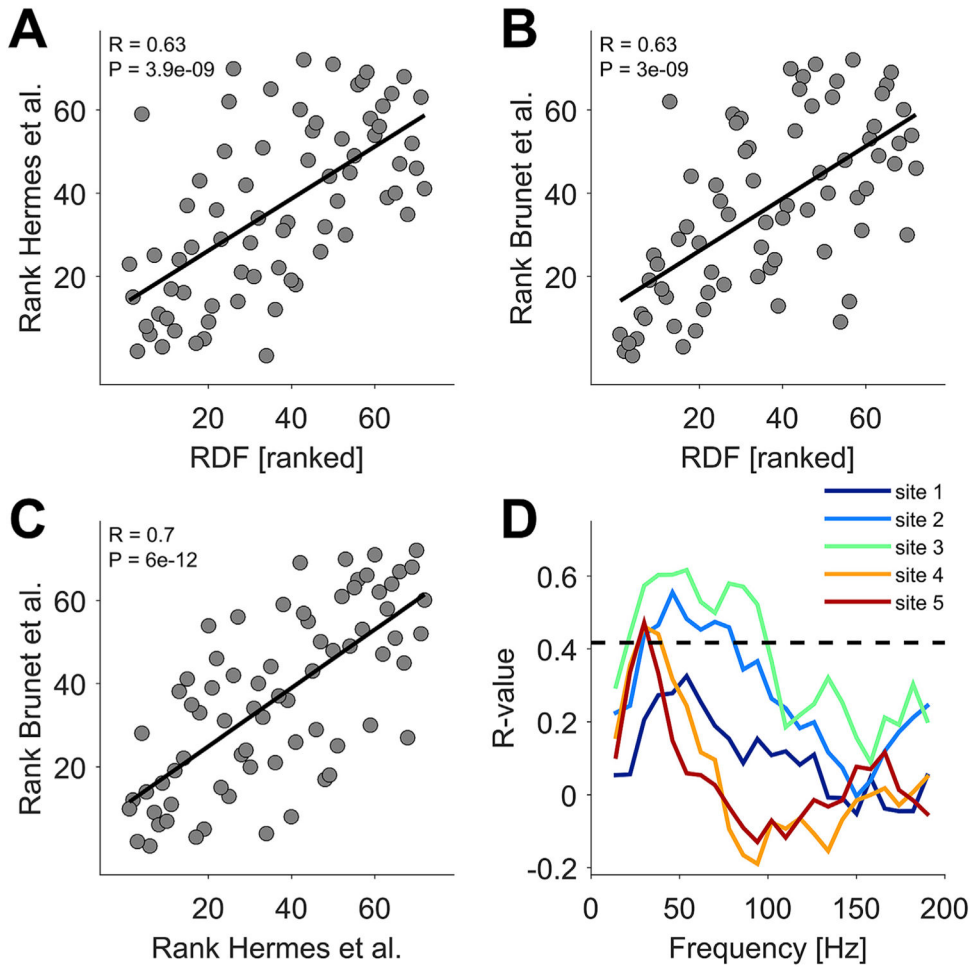 A
R = 0.63
P = 3.9e-09
Rank Hermes et al.
60
40
20
20 40 60
RDF [ranked]
B
R = 0.63
P = 3e-09
Rank Brunet et al.
60
40
20
20 40 60
RDF [ranked]
C
R = 0.7
P = 6e-12
Rank Brunet et al.
60
40
20
20 40 60
Rank Hermes et al.
D
site 1
site 2
site 3
site 4
site 5
R-value
0.6
0.4
0.2
0
-0.2
0 50 100 150 200
Frequency [Hz]